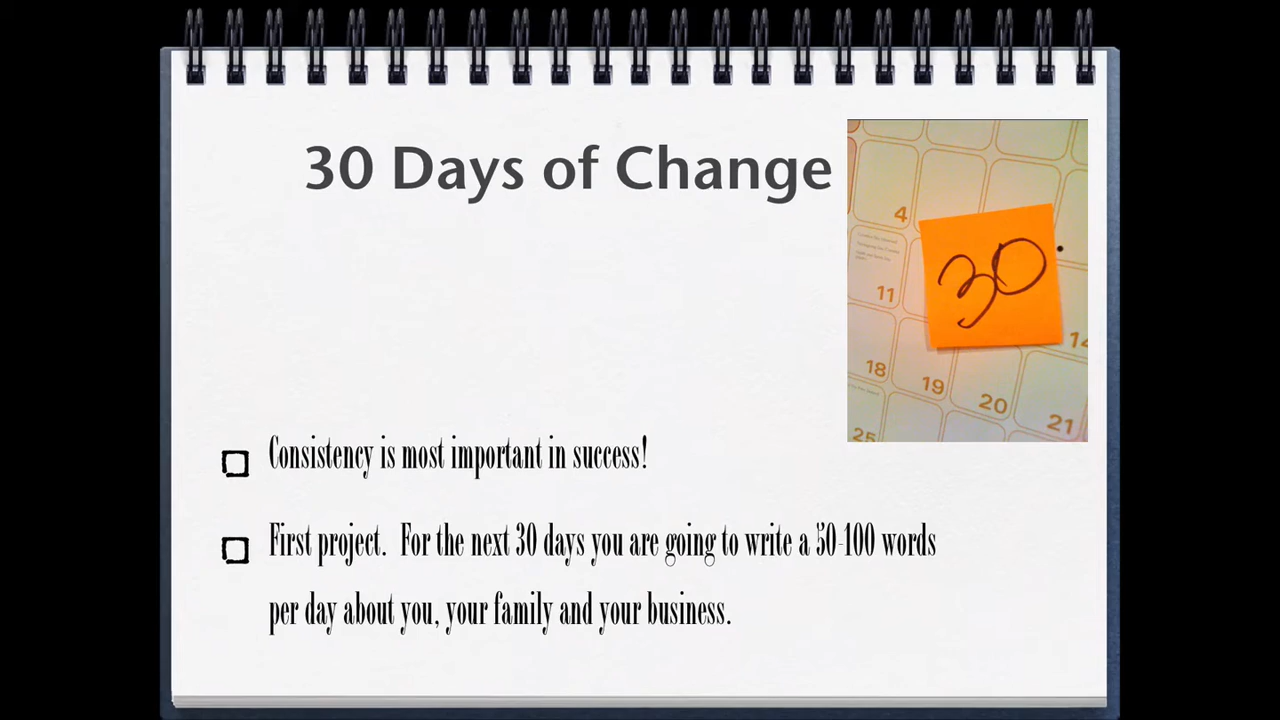 30 Days of Change
4
30
11
14
18
19
20
21
25
Consistency is most important in success!
First project.  For the next 30 days you are going to write a 50-100 words
per day about you, your family and your business.